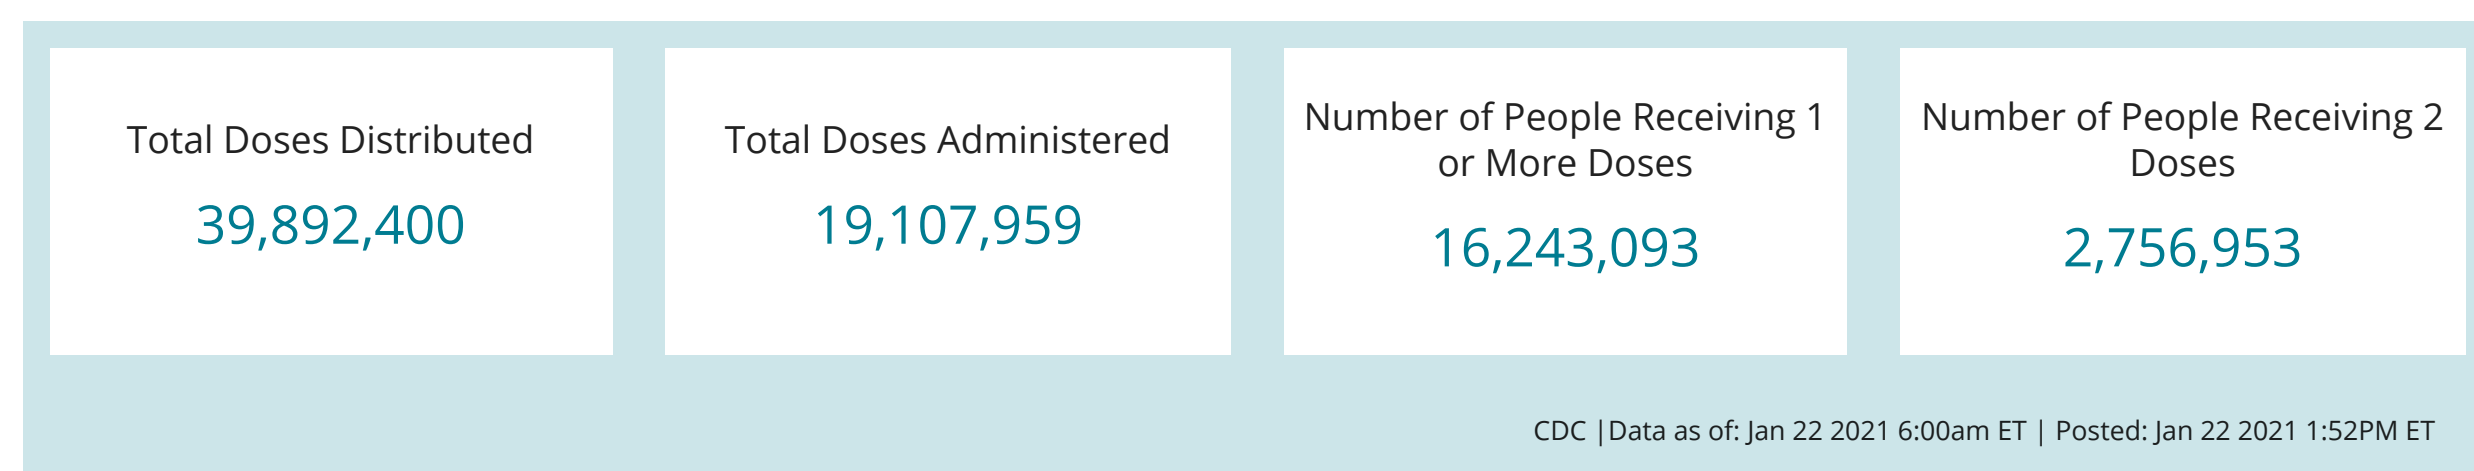 Total Doses Distributed
39,892,400
Total Doses Administered
19,107,959
Number of People Receiving 1
or More Doses
16,243,093
Number of People Receiving 2
Doses
2,756,953
CDC |Data as of: Jan 22 2021 6:00am ET | Posted: Jan 22 2021 1:52PM ET